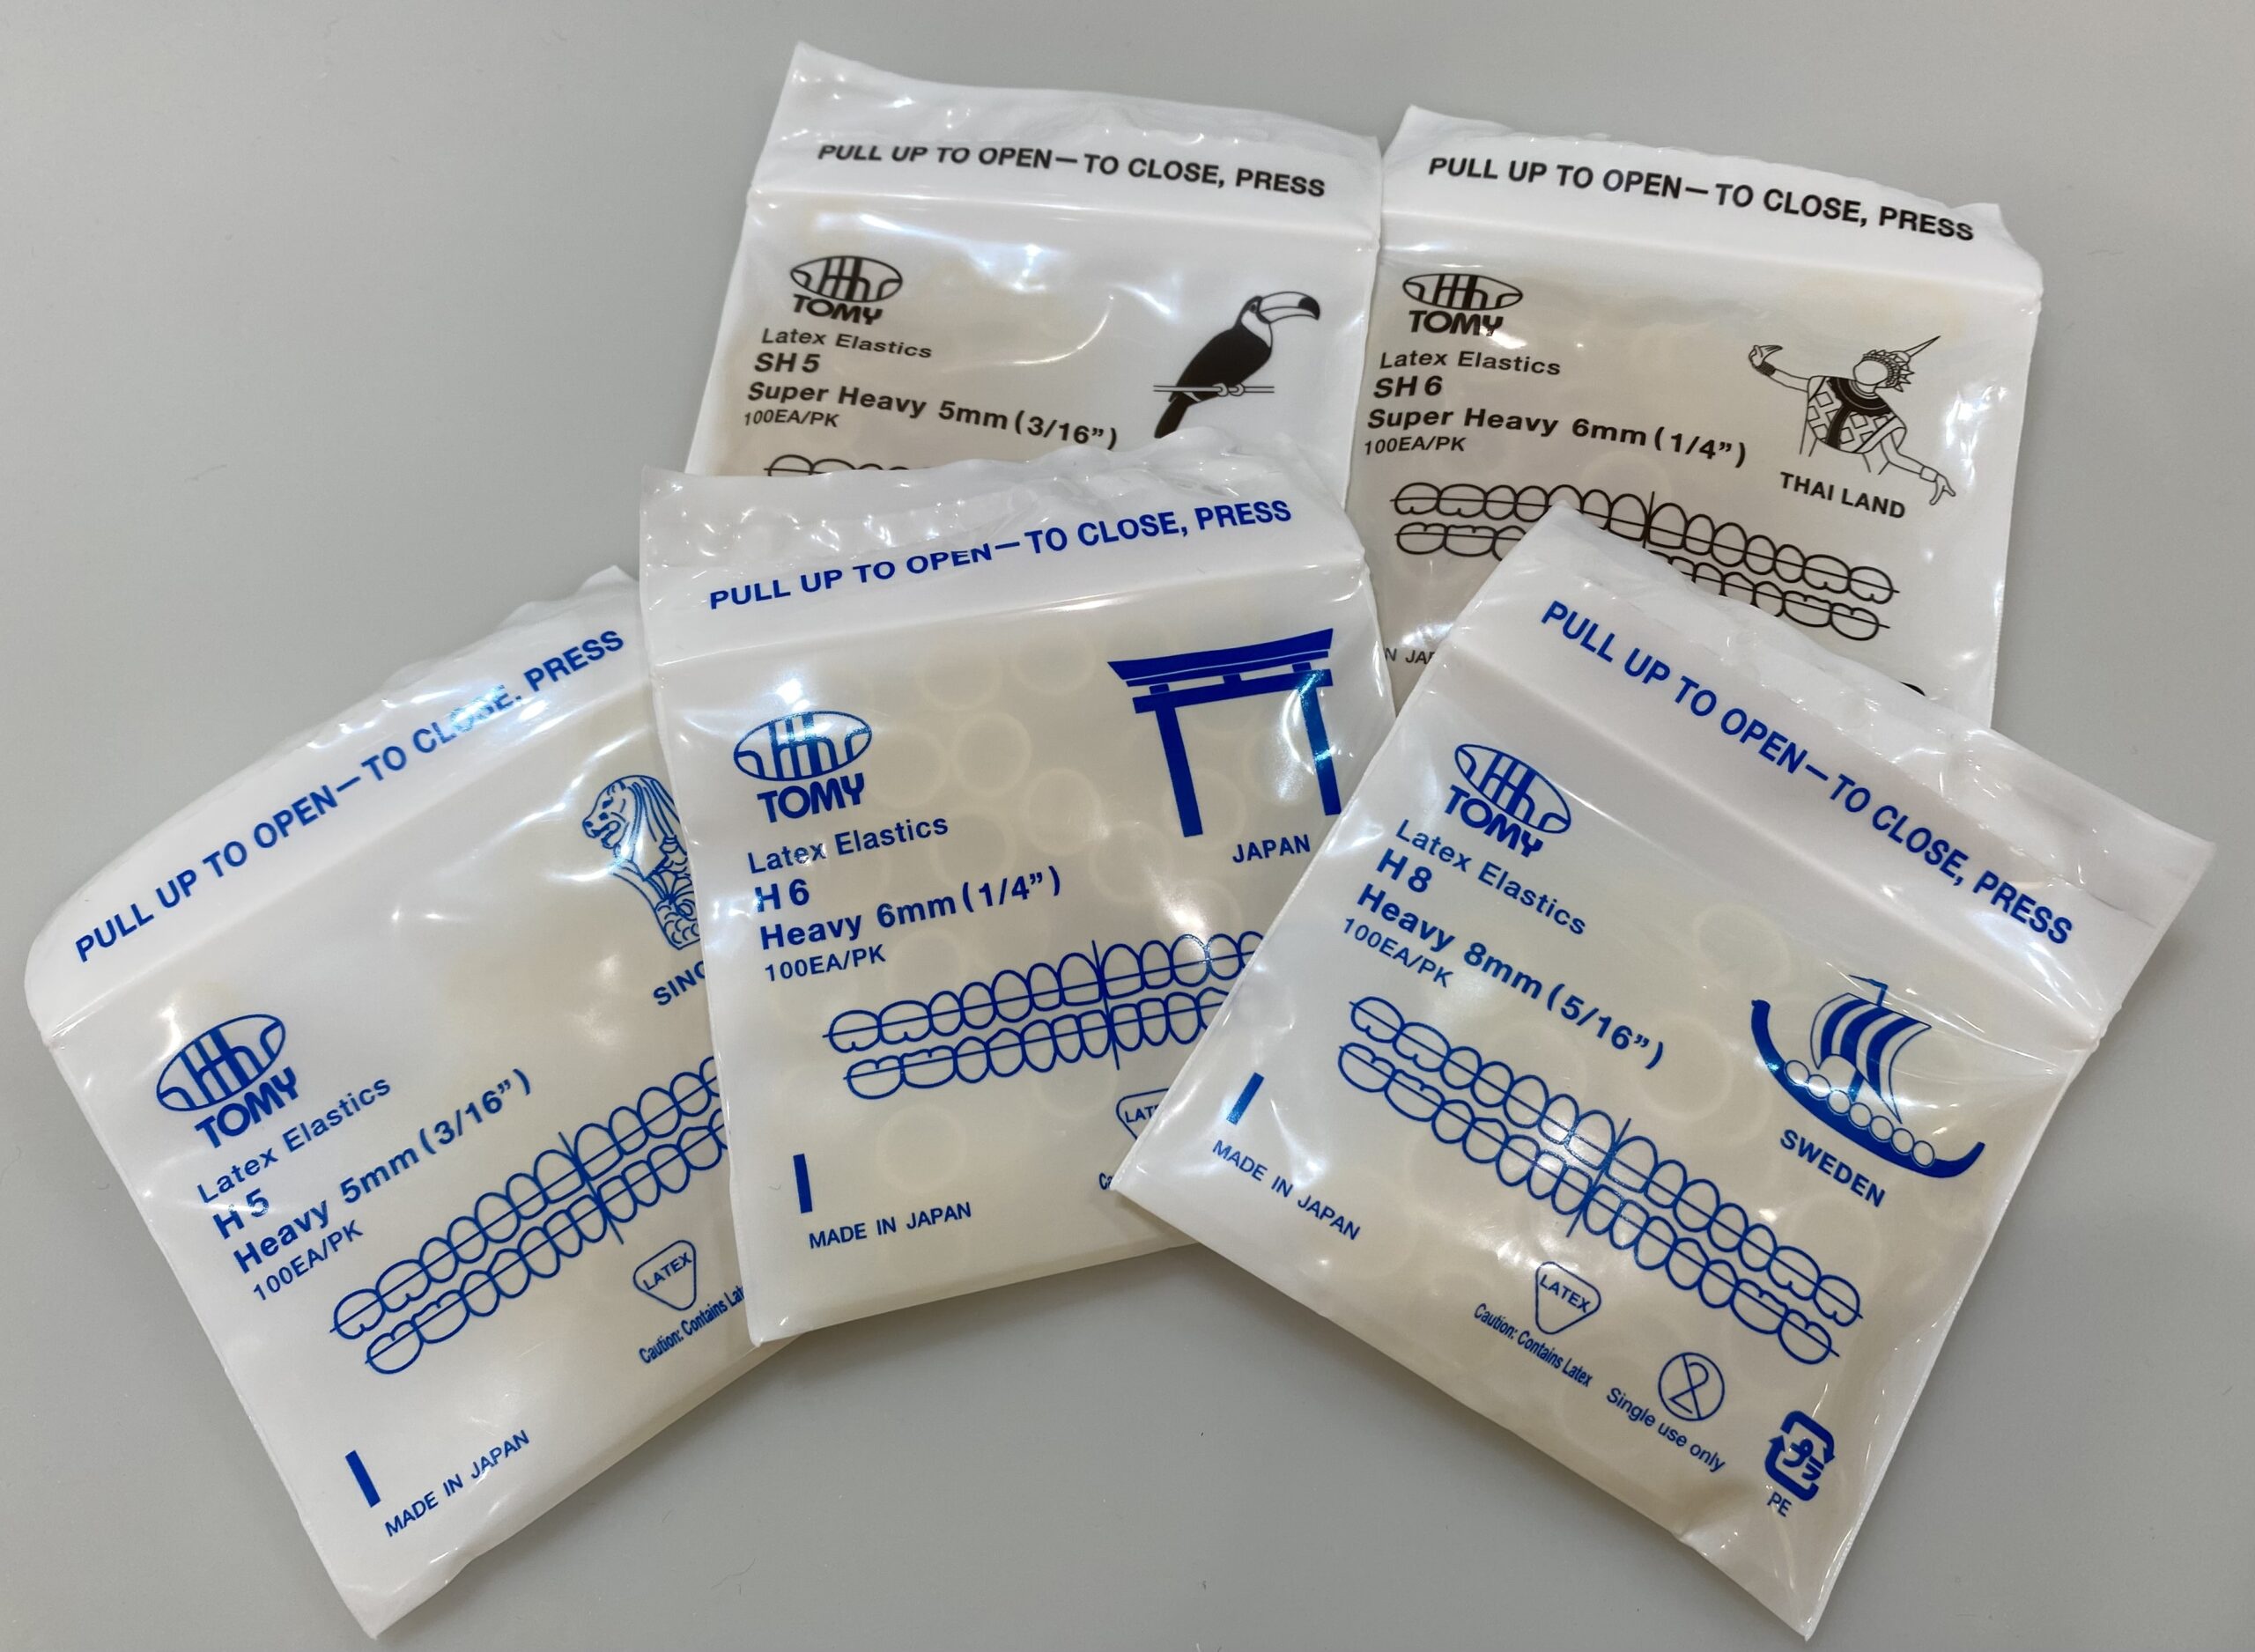 PULL UP TO OPEN—TO CLOSE, PRESS
TOMY
Latex Elastics
SH 5
Super Heavy 5mm (3/16”)
100EA/PK
PULL UP TO OPEN—TO CLOSE, PRESS
TOMY
Latex Elastics
SH 6
Super Heavy 6mm (1/4”)
100EA/PK
THAI LAND
PULL UP TO OPEN—TO CLOSE, PRESS
TOMY
Latex Elastics
H 5
Heavy 5mm (3/16”)
100EA/PK
LATEX
Caution: Contains
MADE IN JAPAN
PULL UP TO OPEN—TO CLOSE, PRESS
TOMY
Latex Elastics
H 6
Heavy 6mm (1/4”)
100EA/PK
JAPAN
MADE IN JAPAN
PULL UP TO OPEN—TO CLOSE, PRESS
TOMY
Latex Elastics
H 8
Heavy 8mm (5/16”)
100EA/PK
SWEDEN
MADE IN JAPAN
LATEX
Caution: Contains Latex
2
Single use only
プラ
PE